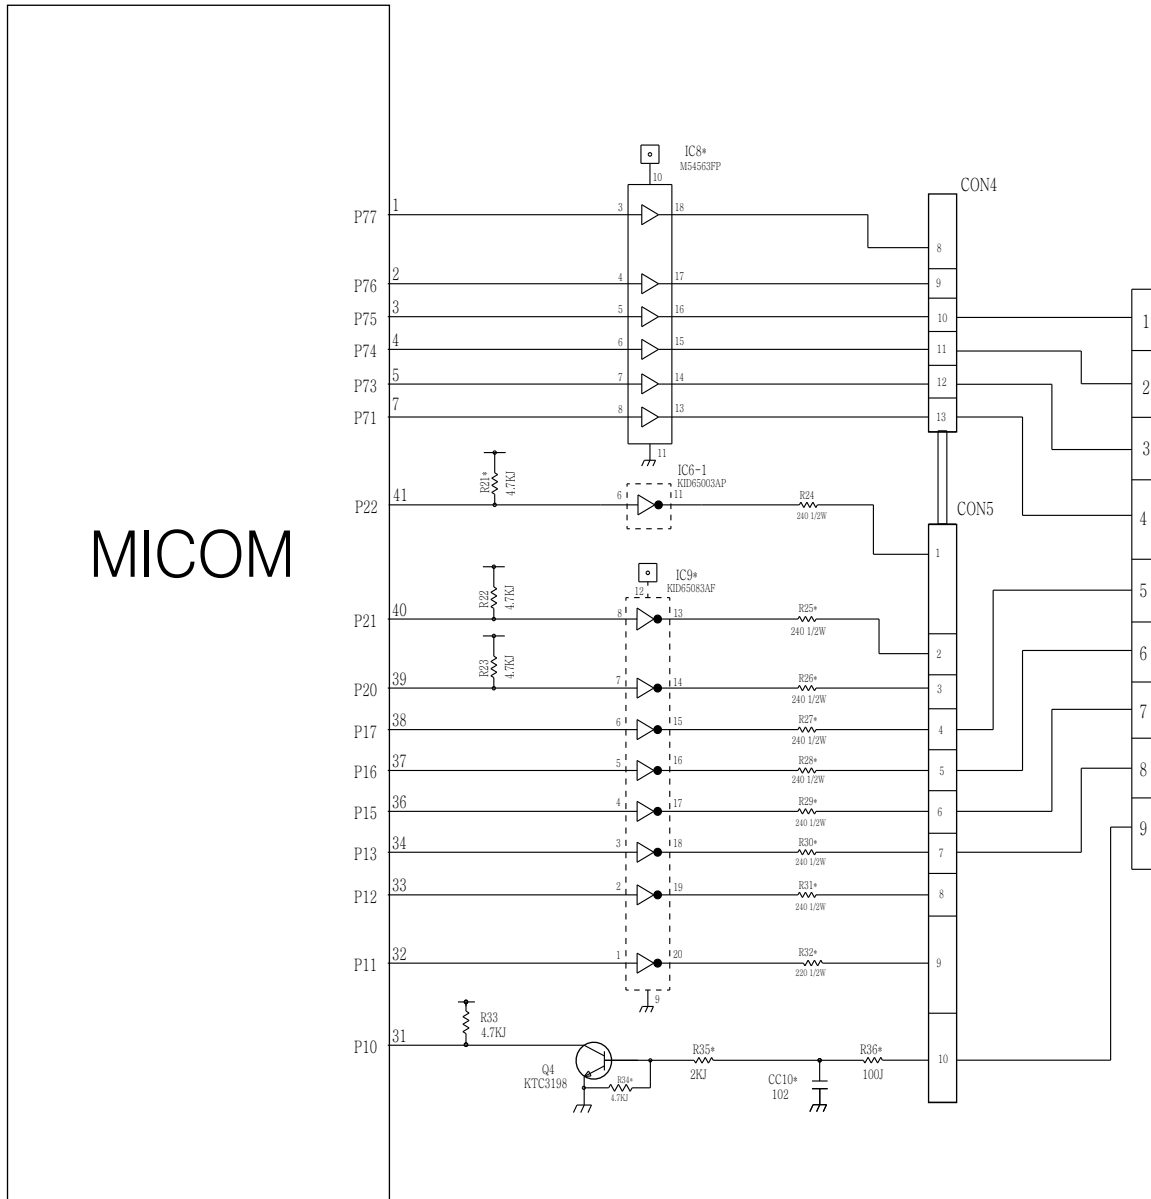 IC8*
M54563FP
10
CON4
P77 1 3 18
8
P76 2 4 17 9
P75 3 5 16 10 1
P74 4 6 15 11
P73 5 7 14 12 2
P71 7 8 13 13
11 3
IC6-1
KID65003AP
R21*
4.7KJ
P22 41 6 11 R24
240 1/2W
CON5
4
1
MICOM
IC9*
KID65083AF
12
R22
4.7KJ
5
P21 40 8 13 R25*
240 1/2W
2
6
R23
4.7KJ
P20 39 7 14 R26*
240 1/2W
3
7
P17 38 6 15 R27*
240 1/2W
4
P16 37 5 16 R28*
240 1/2W
5
8
P15 36 4 17 R29*
240 1/2W
6
9
P13 34 3 18 R30*
240 1/2W
7
P12 33 2 19 R31*
240 1/2W
8
P11 32 1 20 R32*
220 1/2W
9
9
R33
4.7KJ
P10 31
Q4
KTC3198
R34*
4.7KJ
R35*
2KJ
CC10*
102
R36*
100J
10